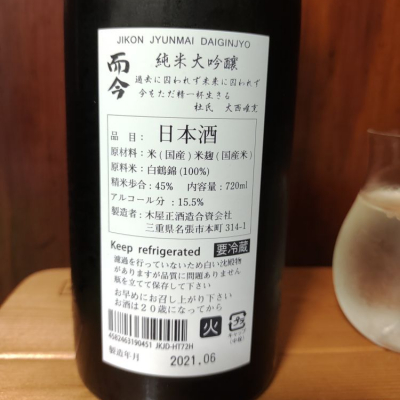 JIKON JYUNMAI DAIGINJYO
而今
純米大吟醸
過去に囚われず未来に囚われず
今をただ精一杯生きる
杜氏 大西唯克
品 目: 日本酒
原材料: 米(国産) 米麹(国産米)
原料米: 白鶴錦(100%)
精米歩合: 45% 内容量: 720ml
アルコール分 : 15.5%
製造者: 木屋正酒造合資会社
三重県名張市本町 314-1
Keep refrigerated 要冷蔵
濾過を行っていないため白い沈殿物
がありますが品質に問題ありません
瓶を立てて保存して下さい
お早めにお召し上がり下さい
お酒は20歳になってから
火
4582463190451 JKJD-HT72H
製造年月 2021.06